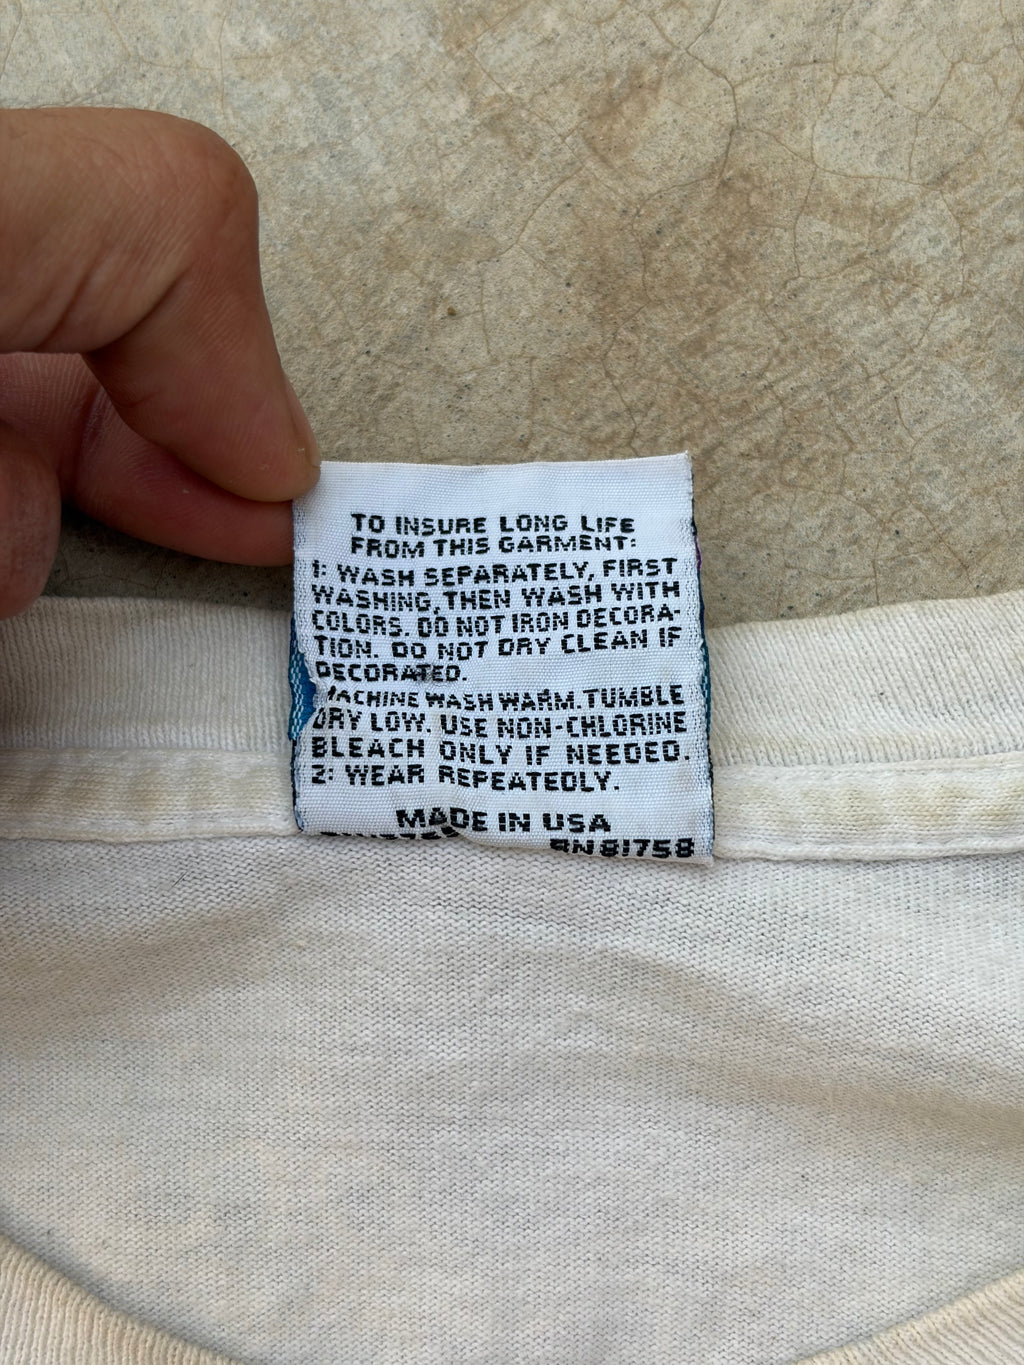 TO INSURE LONG LIFE
FROM THIS GARMENT:
1: WASH SEPARATELY, FIRST
WASHING, THEN WASH WITH
COLORS. DO NOT IRON DECORA-
TION. DO NOT DRY CLEAN IF
DECORATED.
MACHINE WASH WARM. TUMBLE
DRY LOW. USE NON-CHLORINE
BLEACH ONLY IF NEEDED.
2: WEAR REPEATEDLY.
MADE IN USA
RN 81758